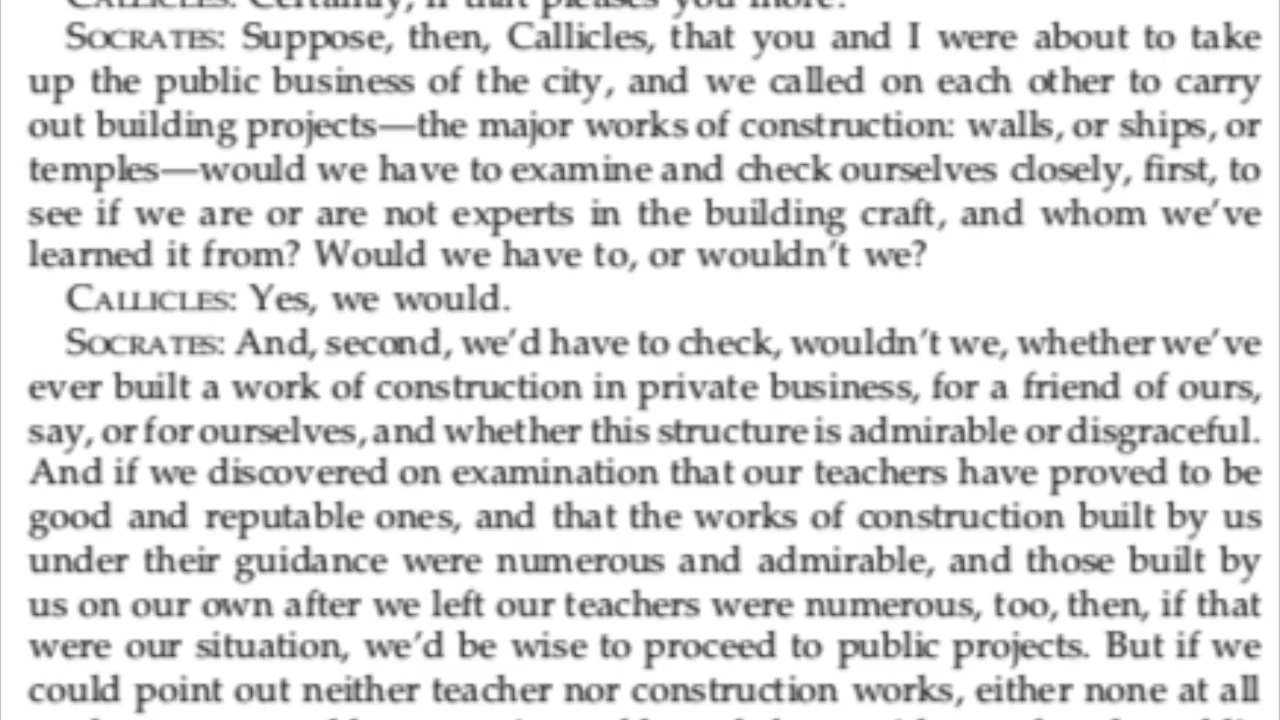 CALLICLES: Certainly, if that pleases you more.
SOCRATES: Suppose, then, Callicles, that you and I were about to take
up the public business of the city, and we called on each other to carry
out building projects—the major works of construction: walls, or ships, or
temples—would we have to examine and check ourselves closely, first, to
see if we are or are not experts in the building craft, and whom we've
learned it from? Would we have to, or wouldn't we?
CALLICLES: Yes, we would.
SOCRATES: And, second, we'd have to check, wouldn't we, whether we've
ever built a work of construction in private business, for a friend of ours,
say, or for ourselves, and whether this structure is admirable or disgraceful.
And if we discovered on examination that our teachers have proved to be
good and reputable ones, and that the works of construction built by us
under their guidance were numerous and admirable, and those built by
us on our own after we left our teachers were numerous, too, then, if that
were our situation, we'd be wise to proceed to public projects. But if we
could point out neither teacher nor construction works, either none at all